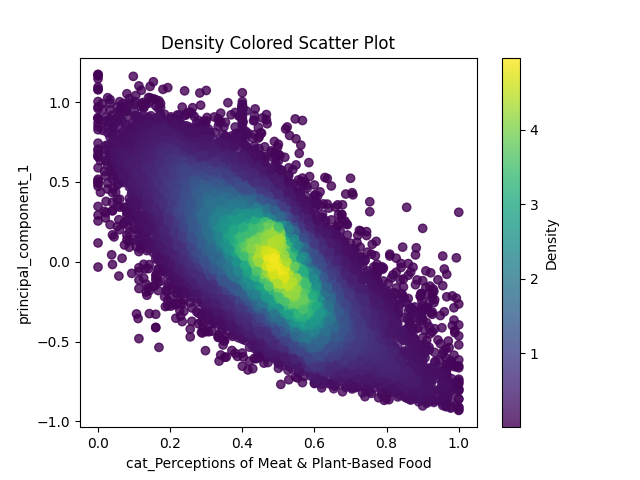 Density Colored Scatter Plot
principal_component_1
1.0
0.5
0.0
−0.5
−1.0
0.0 0.2 0.4 0.6 0.8 1.0
cat_Perceptions of Meat & Plant-Based Food
4
3
2
1
Density